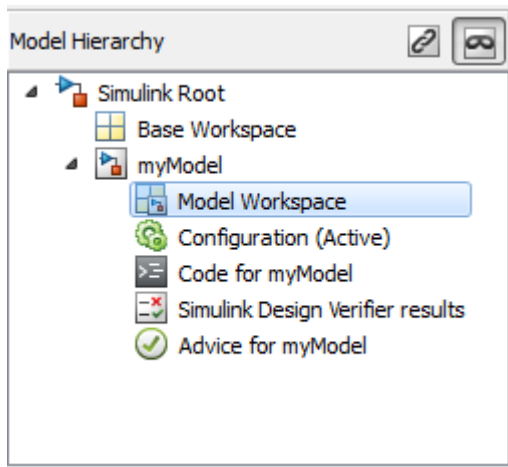 Model Hierarchy
Simulink Root
Base Workspace
myModel
Model Workspace
Configuration (Active)
Code for myModel
Simulink Design Verifier results
Advice for myModel